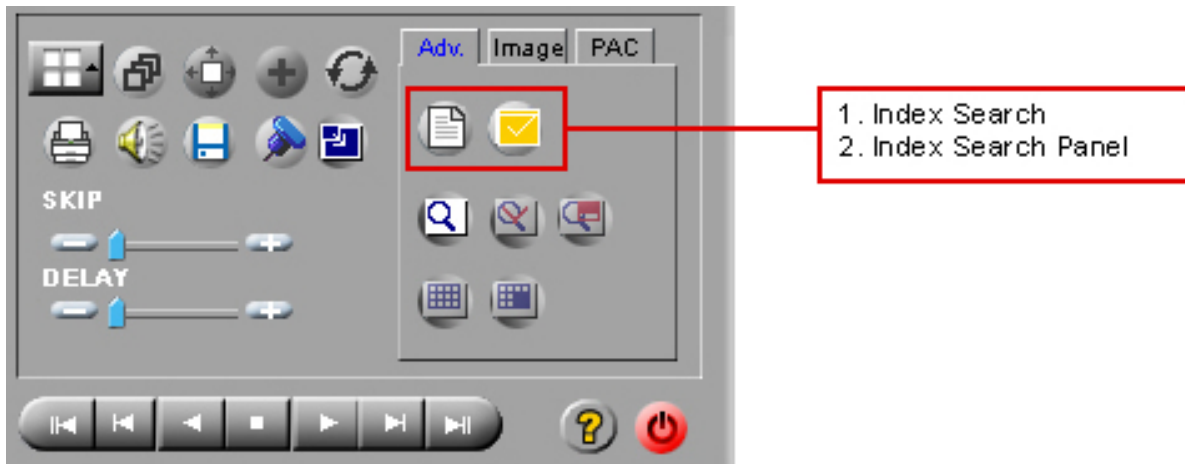 Adv. Image PAC
1. Index Search
2. Index Search Panel
SKIP
DELAY
?